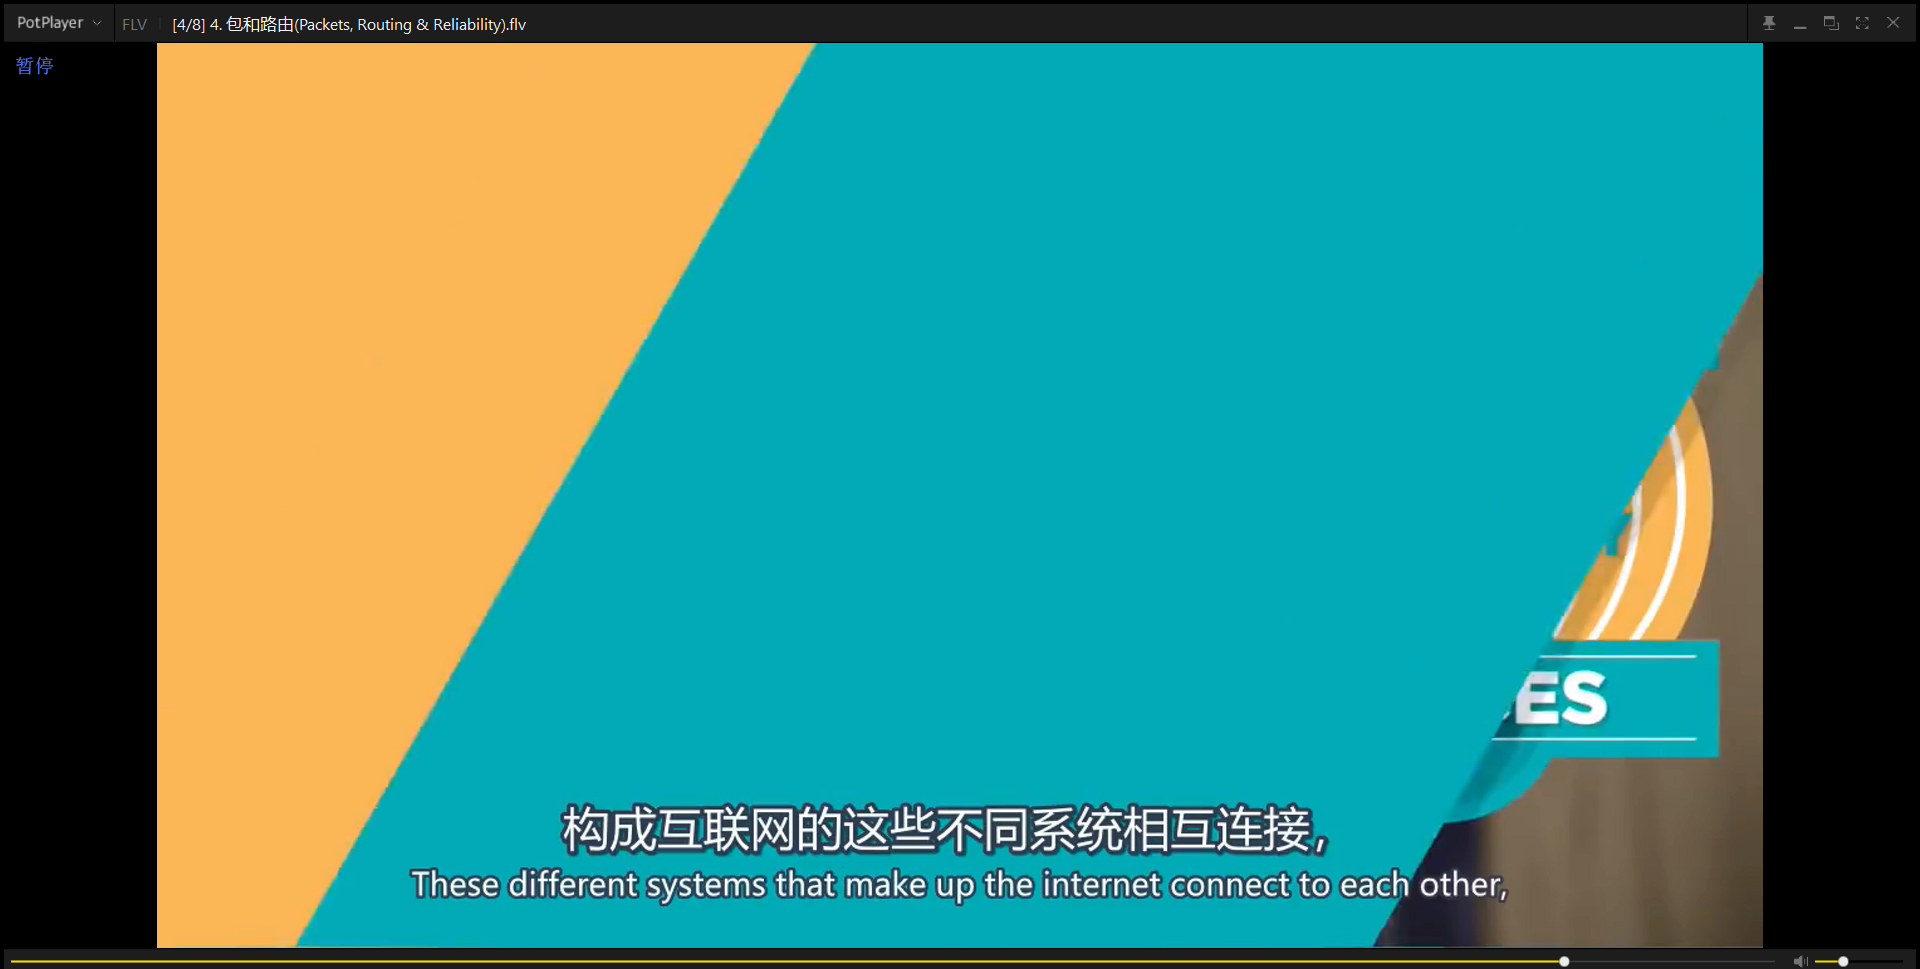 PotPlayer
FLV
[4/8] 4. 包和路由(Packets, Routing & Reliability).flv
暂停
ES
构成互联网的这些不同系统相互连接，
These different systems that make up the internet connect to each other,